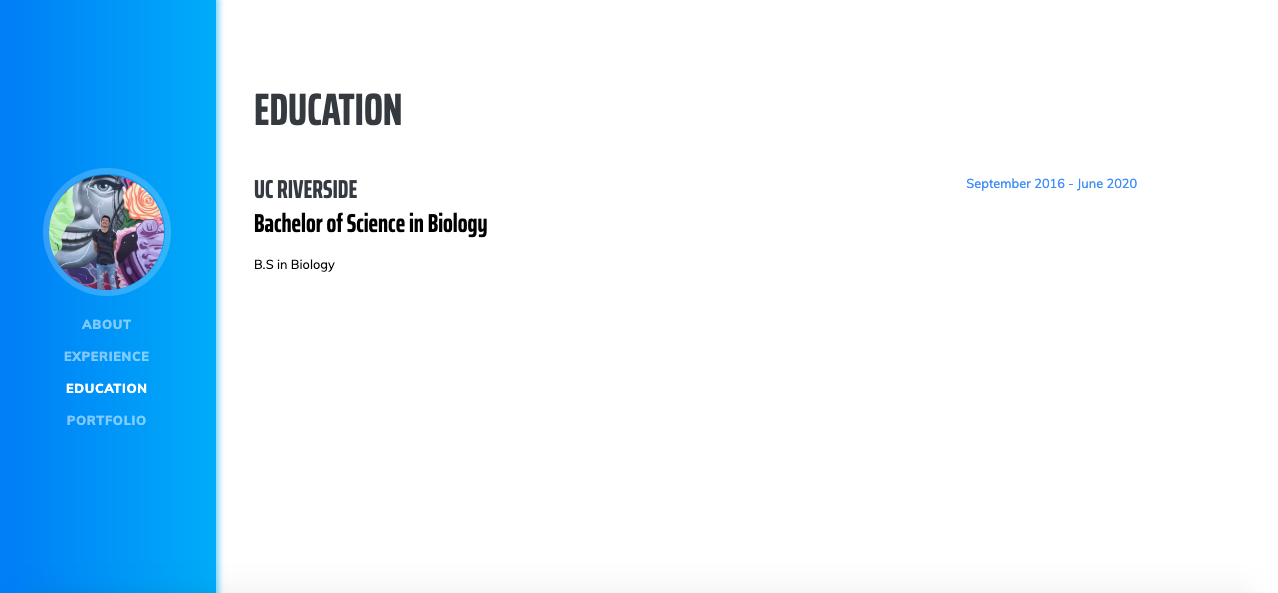 ABOUT
EXPERIENCE
EDUCATION
PORTFOLIO
EDUCATION
UC RIVERSIDE
September 2016 - June 2020
Bachelor of Science in Biology
B.S in Biology